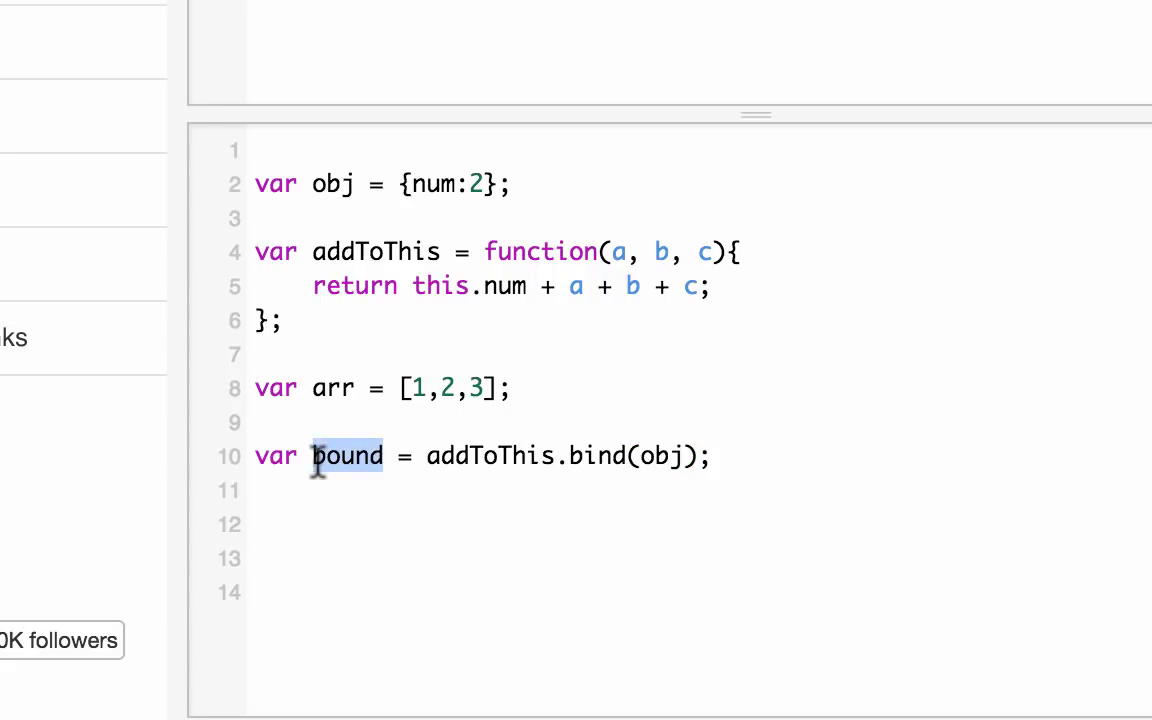 1
2 var obj = {num:2};
3
4 var addToThis = function(a, b, c){
5 return this.num + a + b + c;
6 };
7
nks
8 var arr = [1,2,3];
9
10 var bound = addToThis.bind(obj);
11
12
13
14
0K followers